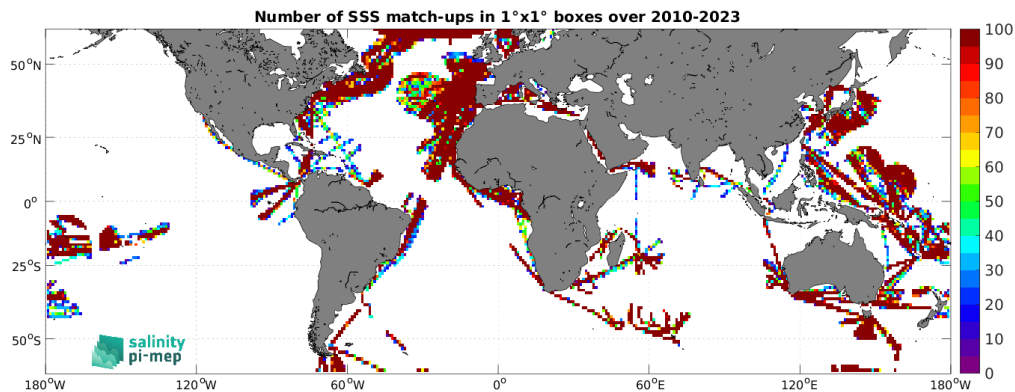 Number of SSS match-ups in 1°x1° boxes over 2010-2023
50°N
25°N
0°
25°S
50°S
180°W
120°W
60°W
0°
60°E
120°E
180°W
100
90
80
70
60
50
40
30
20
10
0
salinity
pi-mep